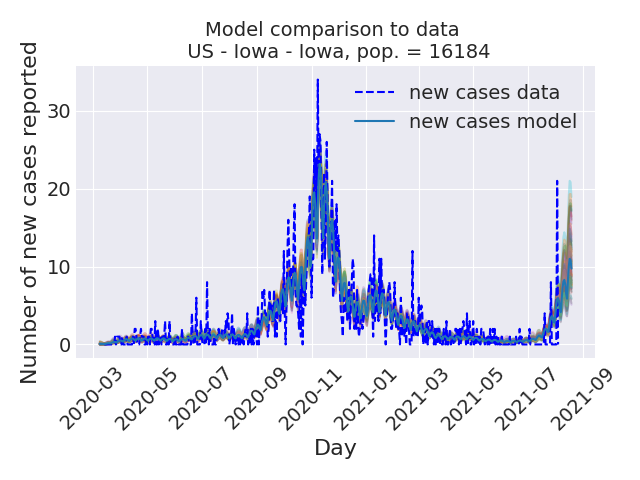 Model comparison to data
US - Iowa - Iowa, pop. = 16184
Number of new cases reported
30
20
10
0
new cases data
new cases model
2020-03
2020-05
2020-07
2020-09
2020-11
2021-01
2021-03
2021-05
2021-07
2021-09
Day